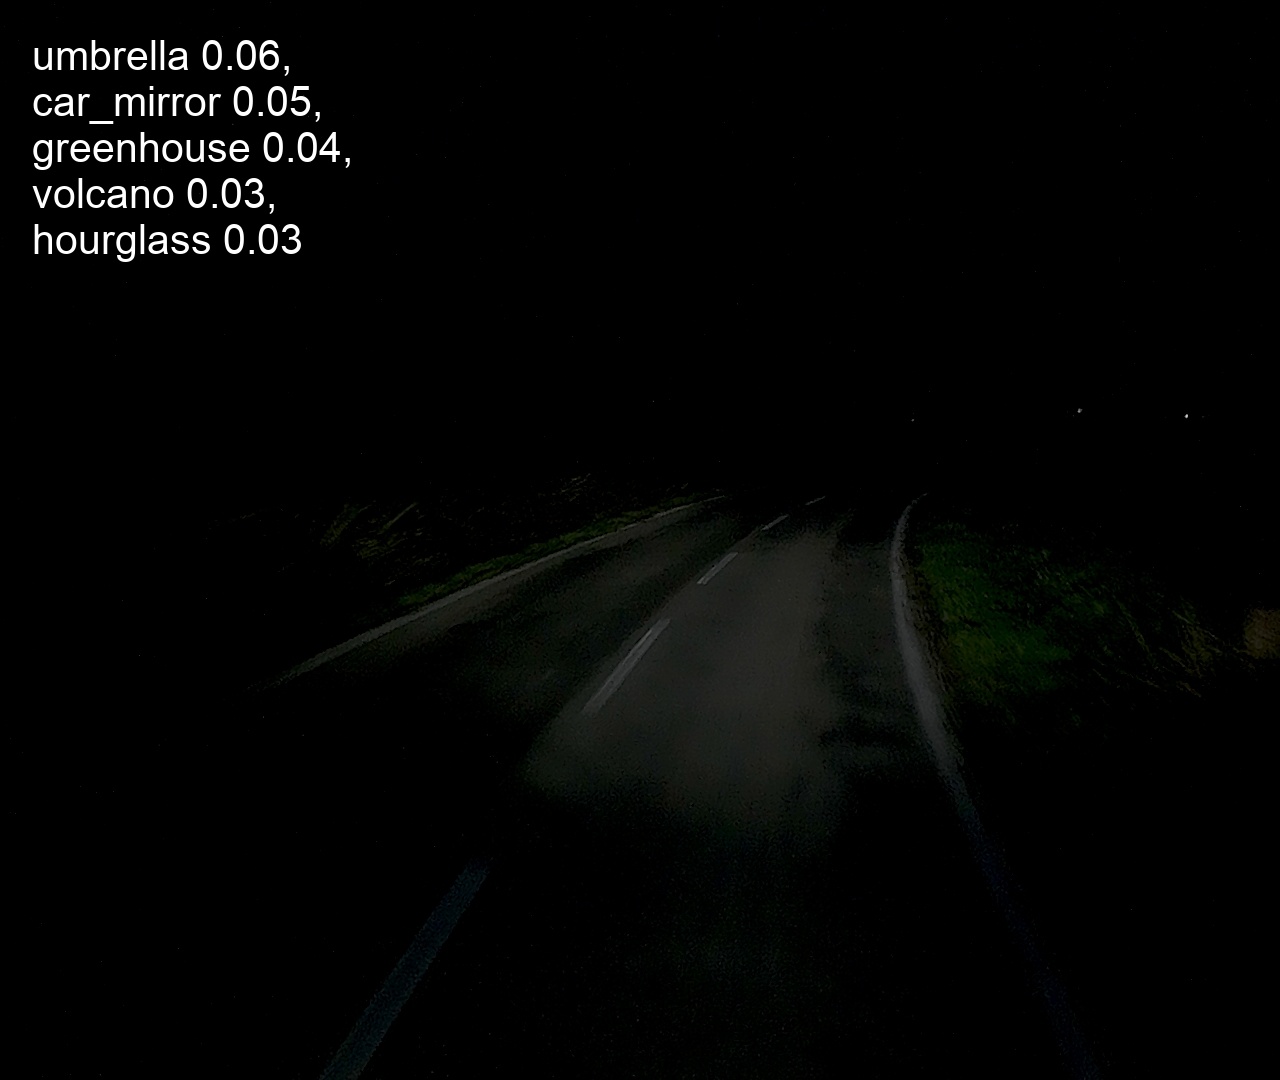 umbrella 0.06,
car_mirror 0.05,
greenhouse 0.04,
volcano 0.03,
hourglass 0.03